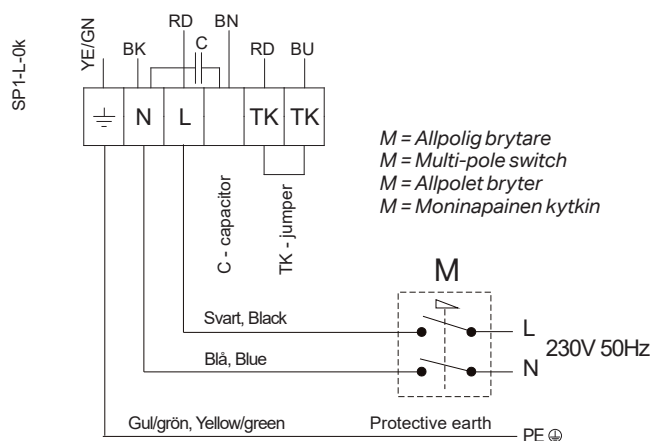 SP1-L-0k
YE/GN
BK
RD
C
BN
RD
BU
N
L
TK
TK
C - capacitor
TK - jumper
M = Allpolig brytare
M = Multi-pole switch
M = Allpolet bryter
M = Moninapainen kytkin
M
Svart, Black
L
230V 50Hz
Blå, Blue
N
Gul/grön, Yellow/green
Protective earth
PE